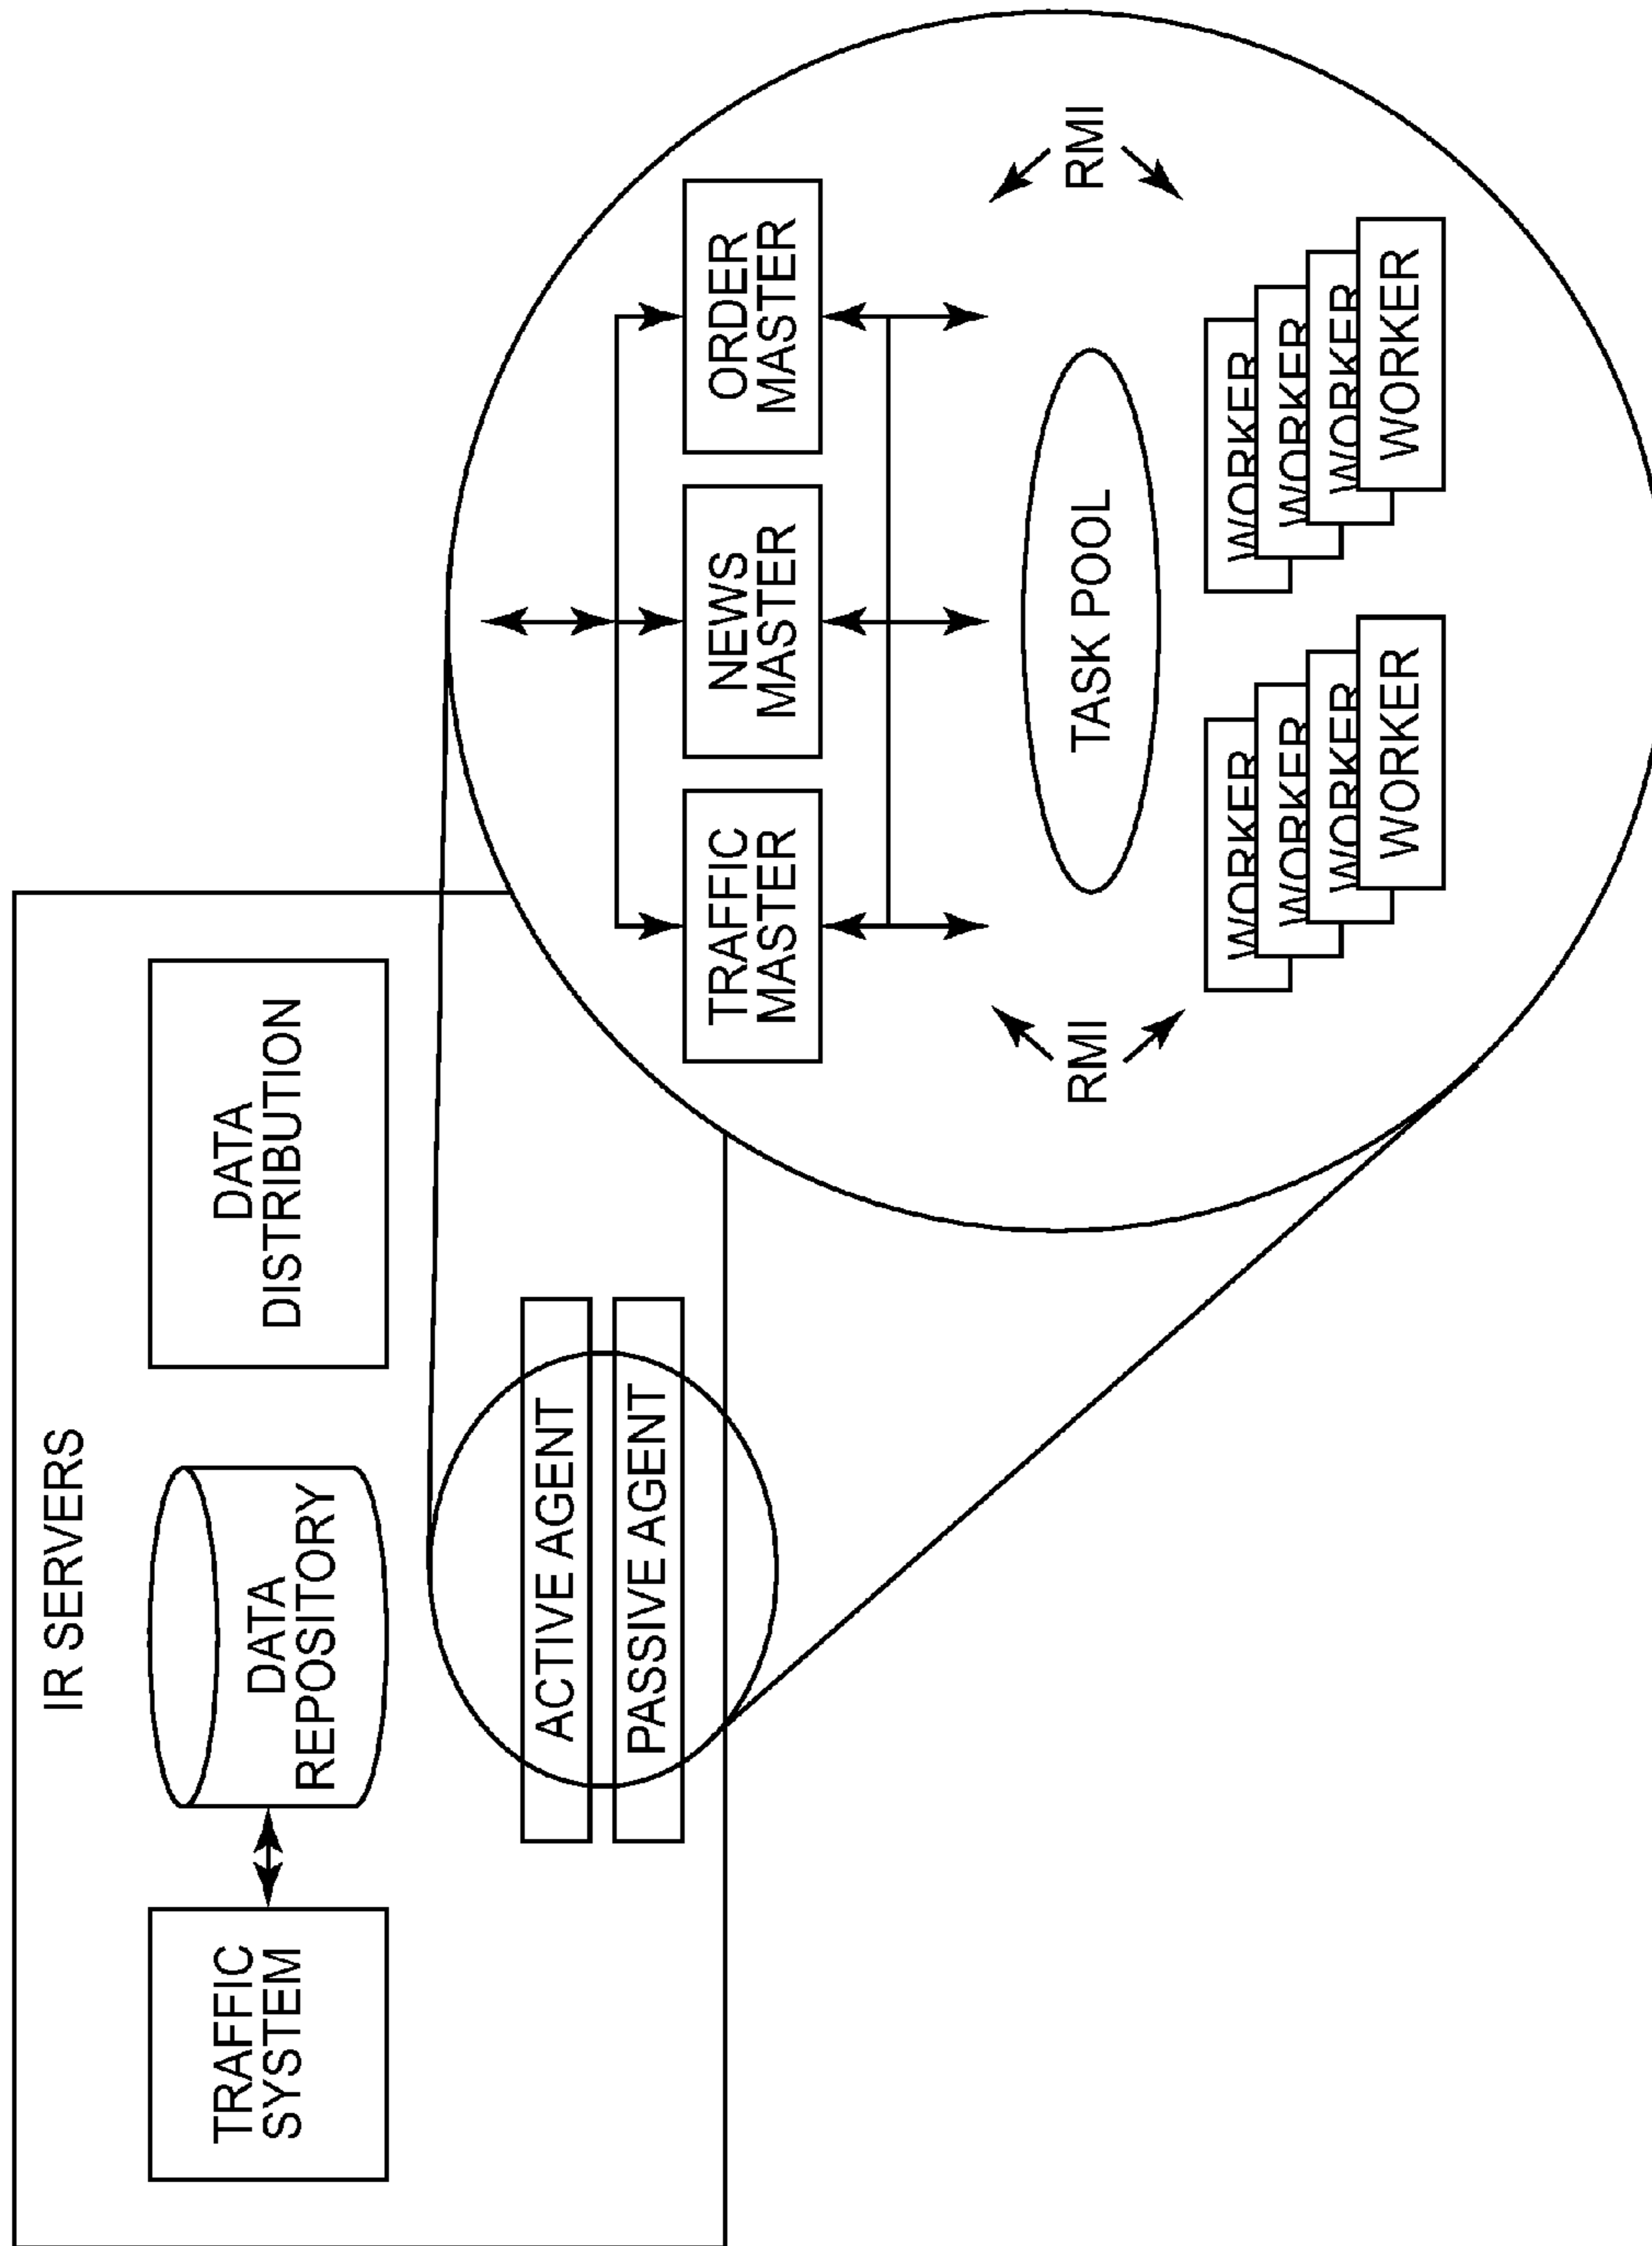 IR SERVERS
TRAFFIC
SYSTEM
DATA
REPOSITORY
DATA
DISTRIBUTION
ACTIVE AGENT
PASSIVE AGENT
TRAFFIC
MASTER
NEWS
MASTER
ORDER
MASTER
RMI
TASK POOL
RMI
WORKER
WORKER
WORKER
WORKER
WORKER
WORKER
WORKER
WORKER